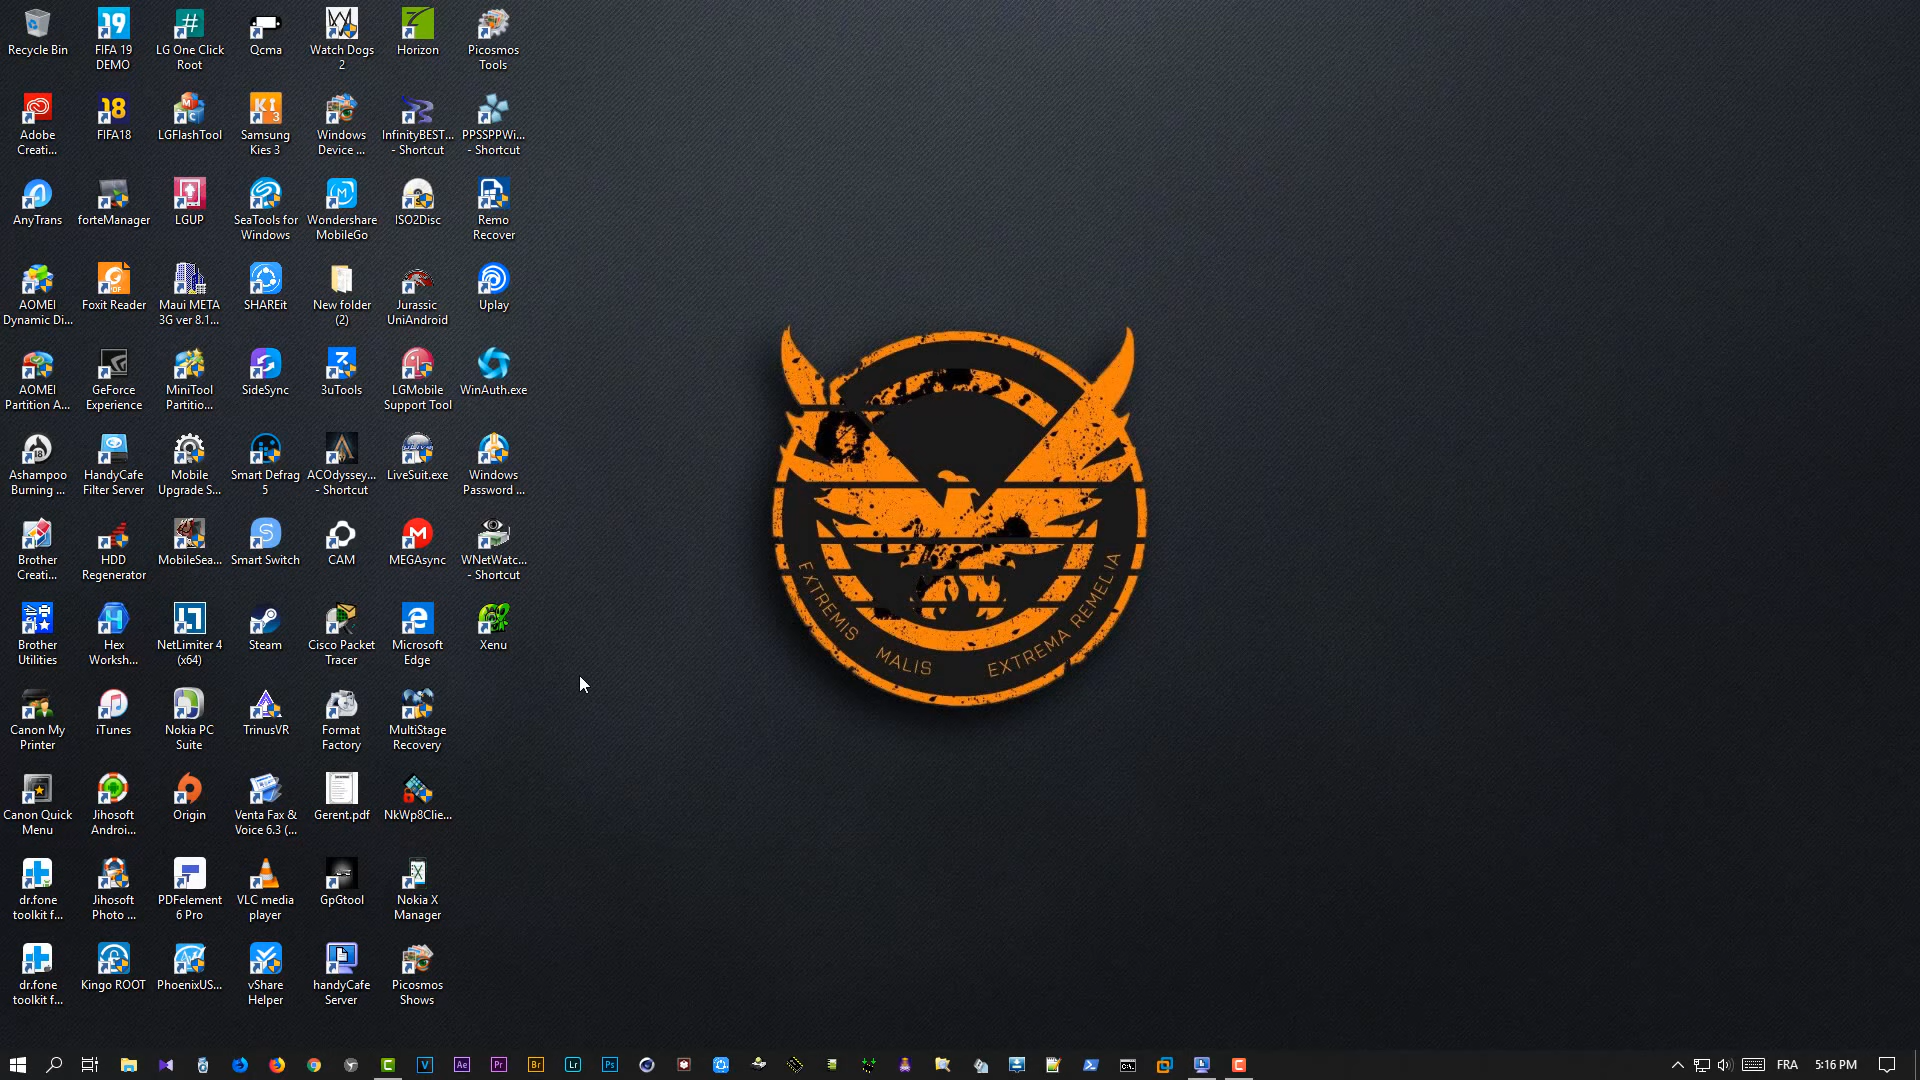 Recycle Bin
FIFA 19
DEMO
LG One Click
Root
Qcma
Watch Dogs
2
Horizon
Picosmos
Tools
Adobe
Creati...
FIFA18
LGFlashTool
Samsung
Kies 3
Windows
Device ...
InfinityBEST...
- Shortcut
PPSSPPWi...
- Shortcut
AnyTrans
forteManager
LGUP
SeaTools for
Windows
Wondershare
MobileGo
ISO2Disc
Remo
Recover
AOMEI
Dynamic Di...
Foxit Reader
Maui META
3G ver 8.1...
SHAREit
New folder
(2)
Jurassic
UniAndroid
Uplay
AOMEI
Partition A...
GeForce
Experience
MiniTool
Partitio...
SideSync
3uTools
LGMobile
Support Tool
WinAuth.exe
Ashampoo
Burning ...
HandyCafe
Filter Server
Mobile
Upgrade S...
Smart Defrag
5
ACOdyssey...
- Shortcut
LiveSuit.exe
Windows
Password ...
Brother
Creati...
HDD
Regenerator
MobileSea...
Smart Switch
CAM
MEGAsync
WNetWatc...
- Shortcut
Brother
Utilities
Hex
Worksh...
NetLimiter 4
(x64)
Steam
Cisco Packet
Tracer
Microsoft
Edge
Xenu
Canon My
Printer
iTunes
Nokia PC
Suite
TrinusVR
Format
Factory
MultiStage
Recovery
Canon Quick
Menu
Jihosoft
Androi...
Origin
Venta Fax &
Voice 6.3 (...
Gerent.pdf
NkWp8Clie...
dr.fone
toolkit f...
Jihosoft
Photo ...
PDFelement
6 Pro
VLC media
player
GpGtool
Nokia X
Manager
dr.fone
toolkit f...
Kingo ROOT
PhoenixUS...
vShare
Helper
handyCafe
Server
Picosmos
Shows
EXTREMIS MALIS EXTREMA REMELIA
FRA
5:16 PM